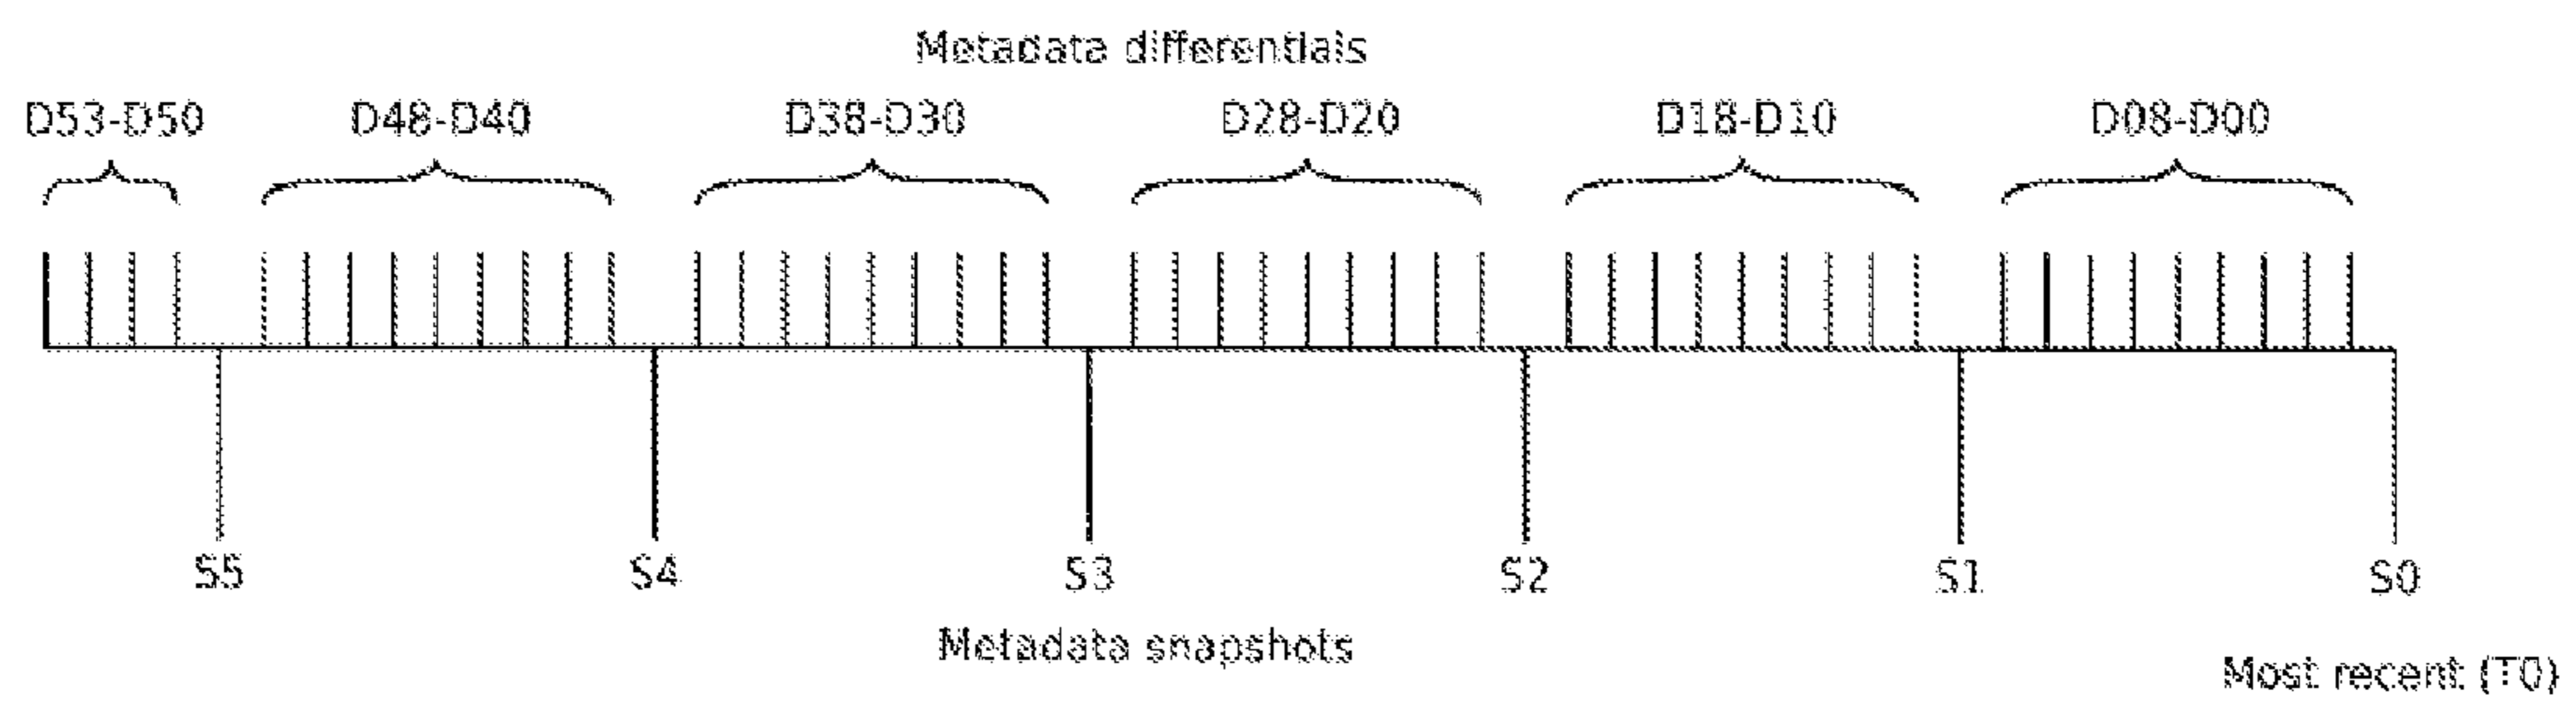 Metadata differentials
D53-D50 D48-D40 D38-D30 D28-D20 D18-D10 D08-D00
S5 S4 S3 S2 S1 S0
Metadata snapshots
Most recent (T0)